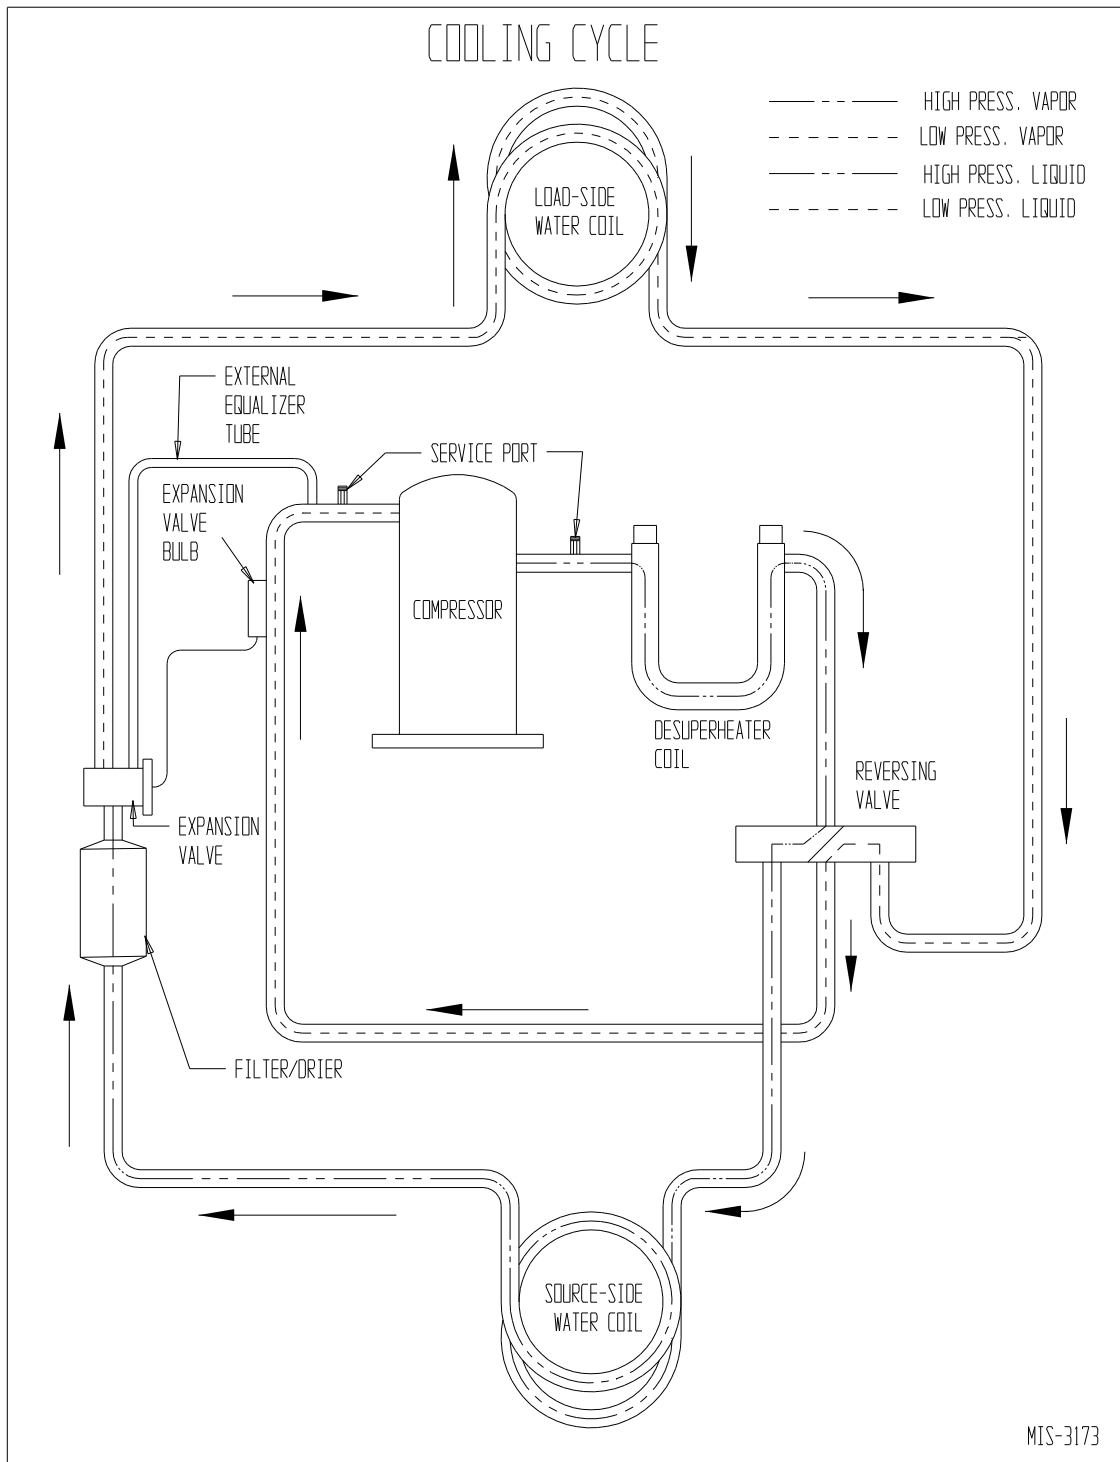 COOLING CYCLE
HIGH PRESS. VAPOR
LOW PRESS. VAPOR
HIGH PRESS. LIQUID
LOW PRESS. LIQUID
LOAD-SIDE
WATER COIL
EXTERNAL
EQUALIZER
TUBE
SERVICE PORT
EXPANSION
VALVE
BULB
COMPRESSOR
DESUPERHEATER
COIL
REVERSING
VALVE
EXPANSION
VALVE
FILTER/DRIER
SOURCE-SIDE
WATER COIL
MIS-3173